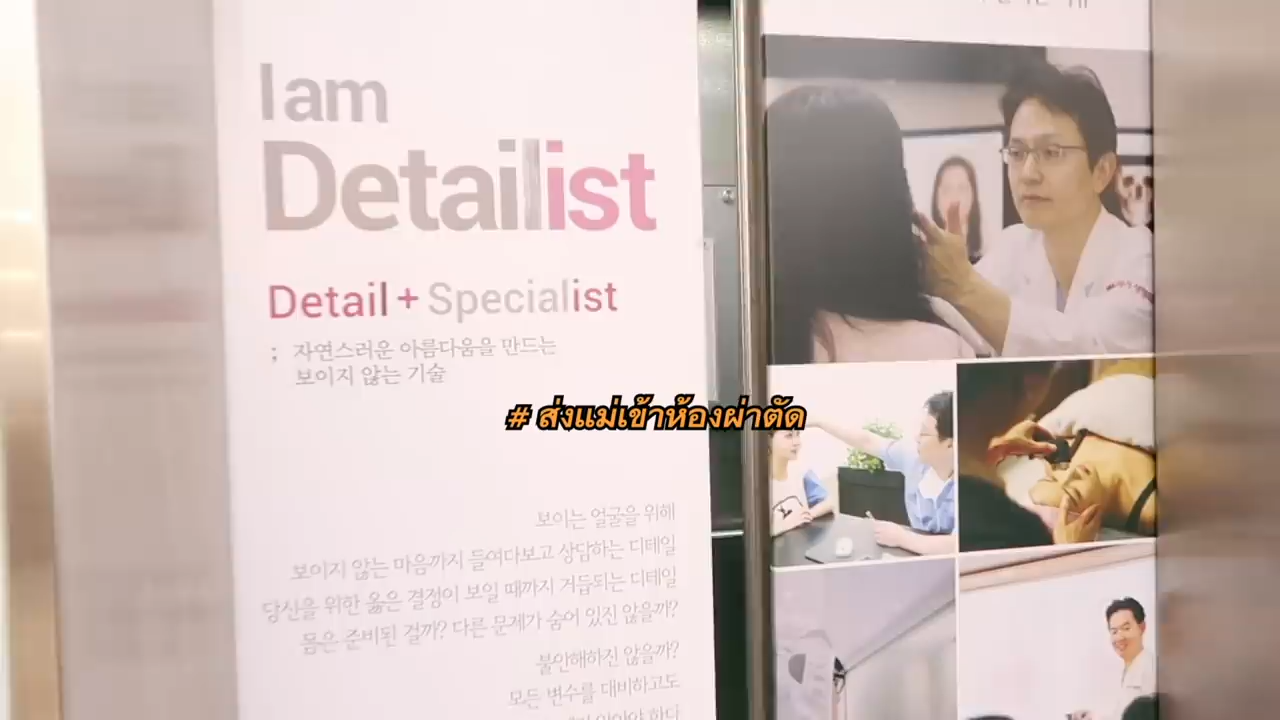 I am
Detailist
Detail + Specialist
; 자연스러운 아름다움을 만드는
보이지 않는 기술
# ส่งแม่เข้าห้องผ่าตัด
보이는 얼굴을 위해
보이지 않는 마음까지 들여다보고 상담하는 디테일
당신을 위한 옳은 결정이 보일 때까지 거듭되는 디테일
몸은 준비된 걸까? 다른 문제가 숨어 있진 않을까?
불안해하진 않을까?
모든 변수를 대비하고도
한다